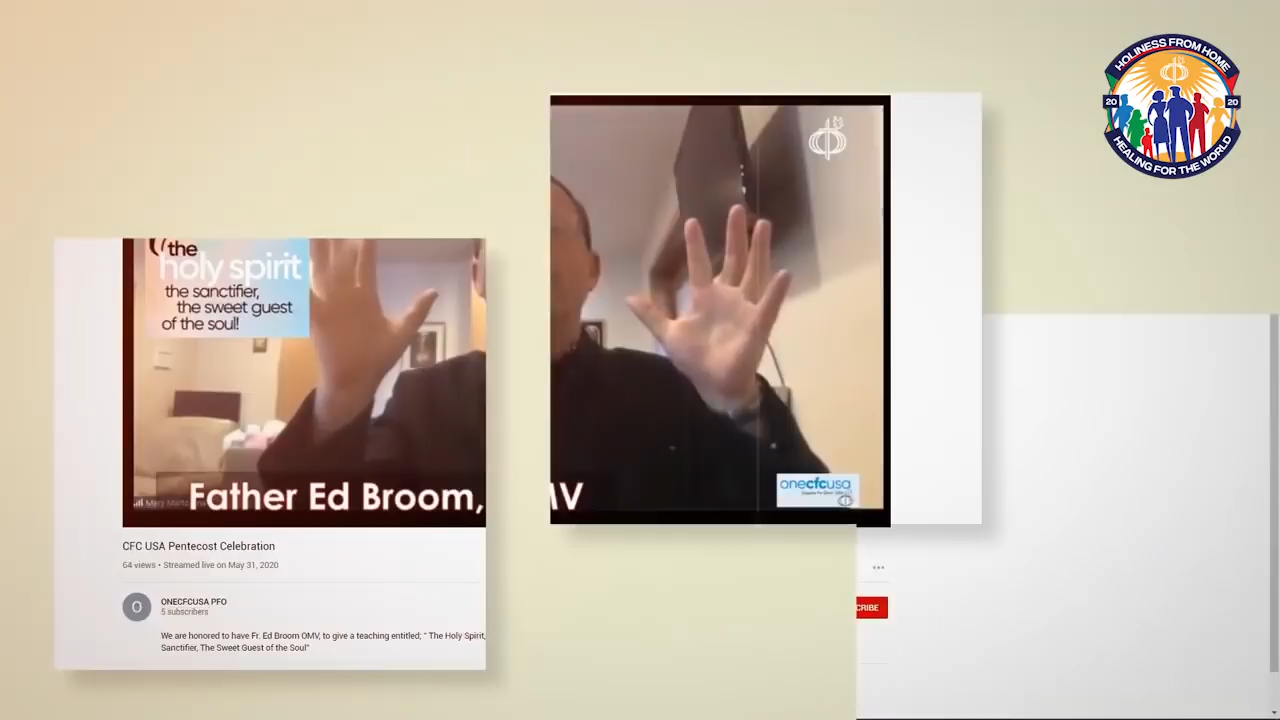 HOLINESS FROM HOME
20 20
HEALING FOR THE WORLD
the
holy spirit
the sanctifier,
the sweet guest
of the soul!
Father Ed Broom,
MV
onecfcusa
CFC USA Pentecost Celebration
64 views • Streamed live on May 31, 2020
O
ONECFCUSA PFO
5 subscribers
CRIBE
We are honored to have Fr. Ed Broom OMV, to give a teaching entitled; “ The Holy Spirit,
Sanctifier, The Sweet Guest of the Soul”